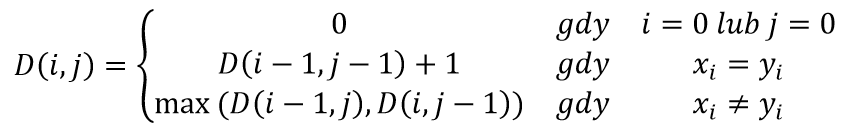 D(i, j) = { 0 gdy i = 0 lub j = 0
D(i − 1, j − 1) + 1 gdy xᵢ = yᵢ
max (D(i − 1, j), D(i, j − 1)) gdy xᵢ ≠ yᵢ